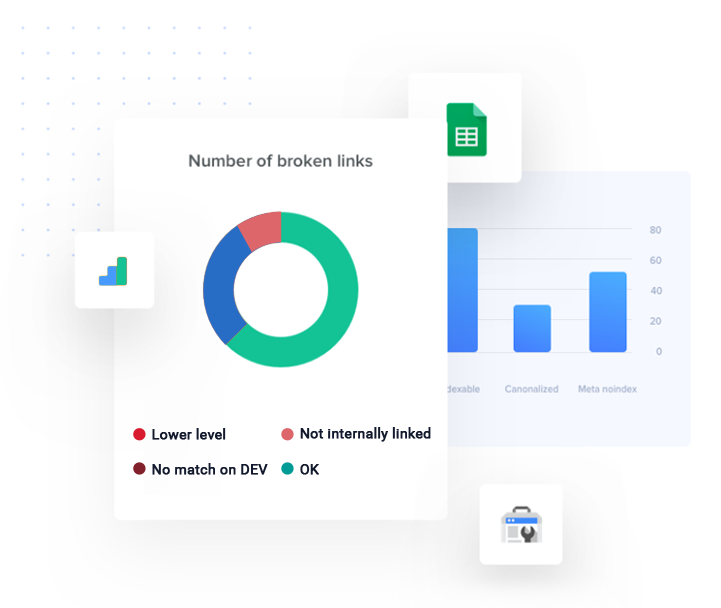 Number of broken links
80
60
40
20
0
dexable Canonalized Meta noindex
Lower level Not internally linked
No match on DEV OK